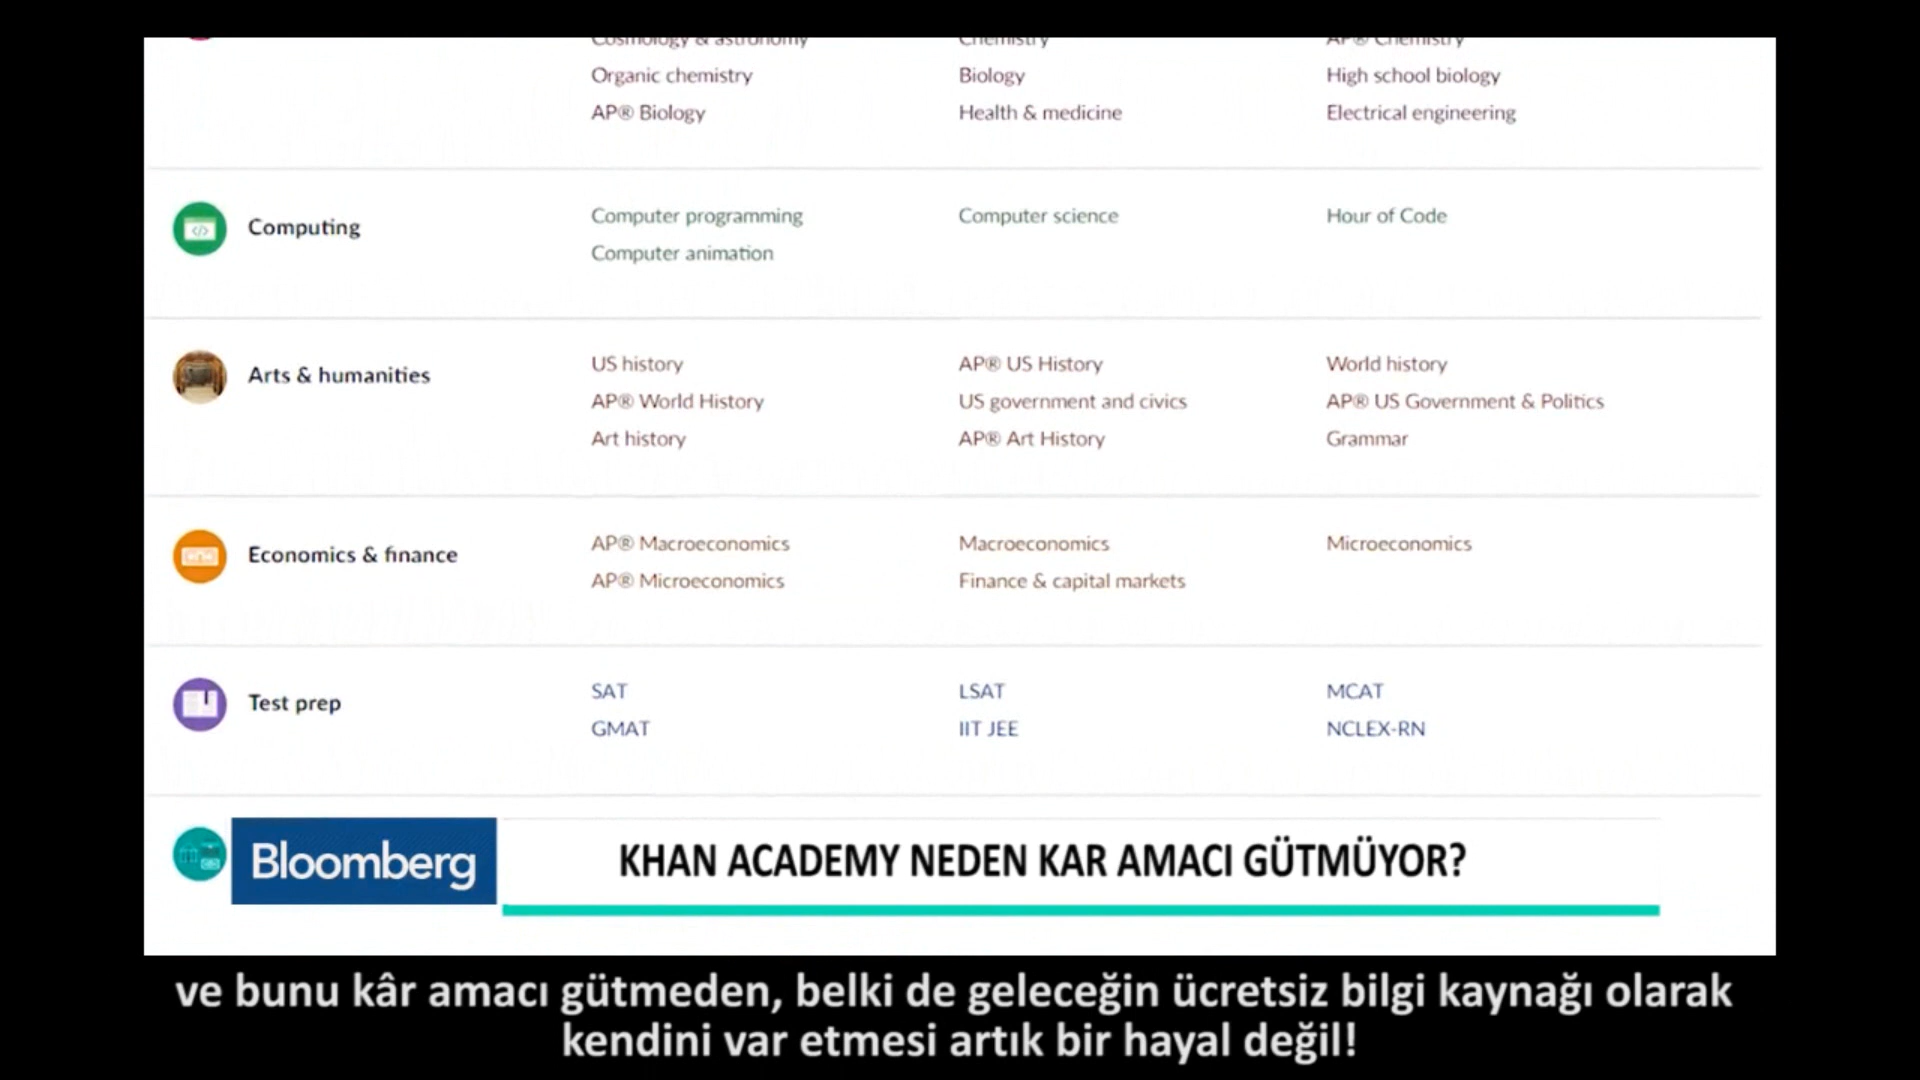 Cosmology & astronomy Chemistry AP® Chemistry
Organic chemistry Biology High school biology
AP® Biology Health & medicine Electrical engineering
Computing Computer programming Computer science Hour of Code
Computer animation
Arts & humanities US history AP® US History World history
AP® World History US government and civics AP® US Government & Politics
Art history AP® Art History Grammar
Economics & finance AP® Macroeconomics Macroeconomics Microeconomics
AP® Microeconomics Finance & capital markets
Test prep SAT LSAT MCAT
GMAT IIT JEE NCLEX-RN
Bloomberg KHAN ACADEMY NEDEN KAR AMACI GÜTMÜYOR?
ve bunu kâr amacı gütmeden, belki de geleceğin ücretsiz bilgi kaynağı olarak
kendini var etmesi artık bir hayal değil!